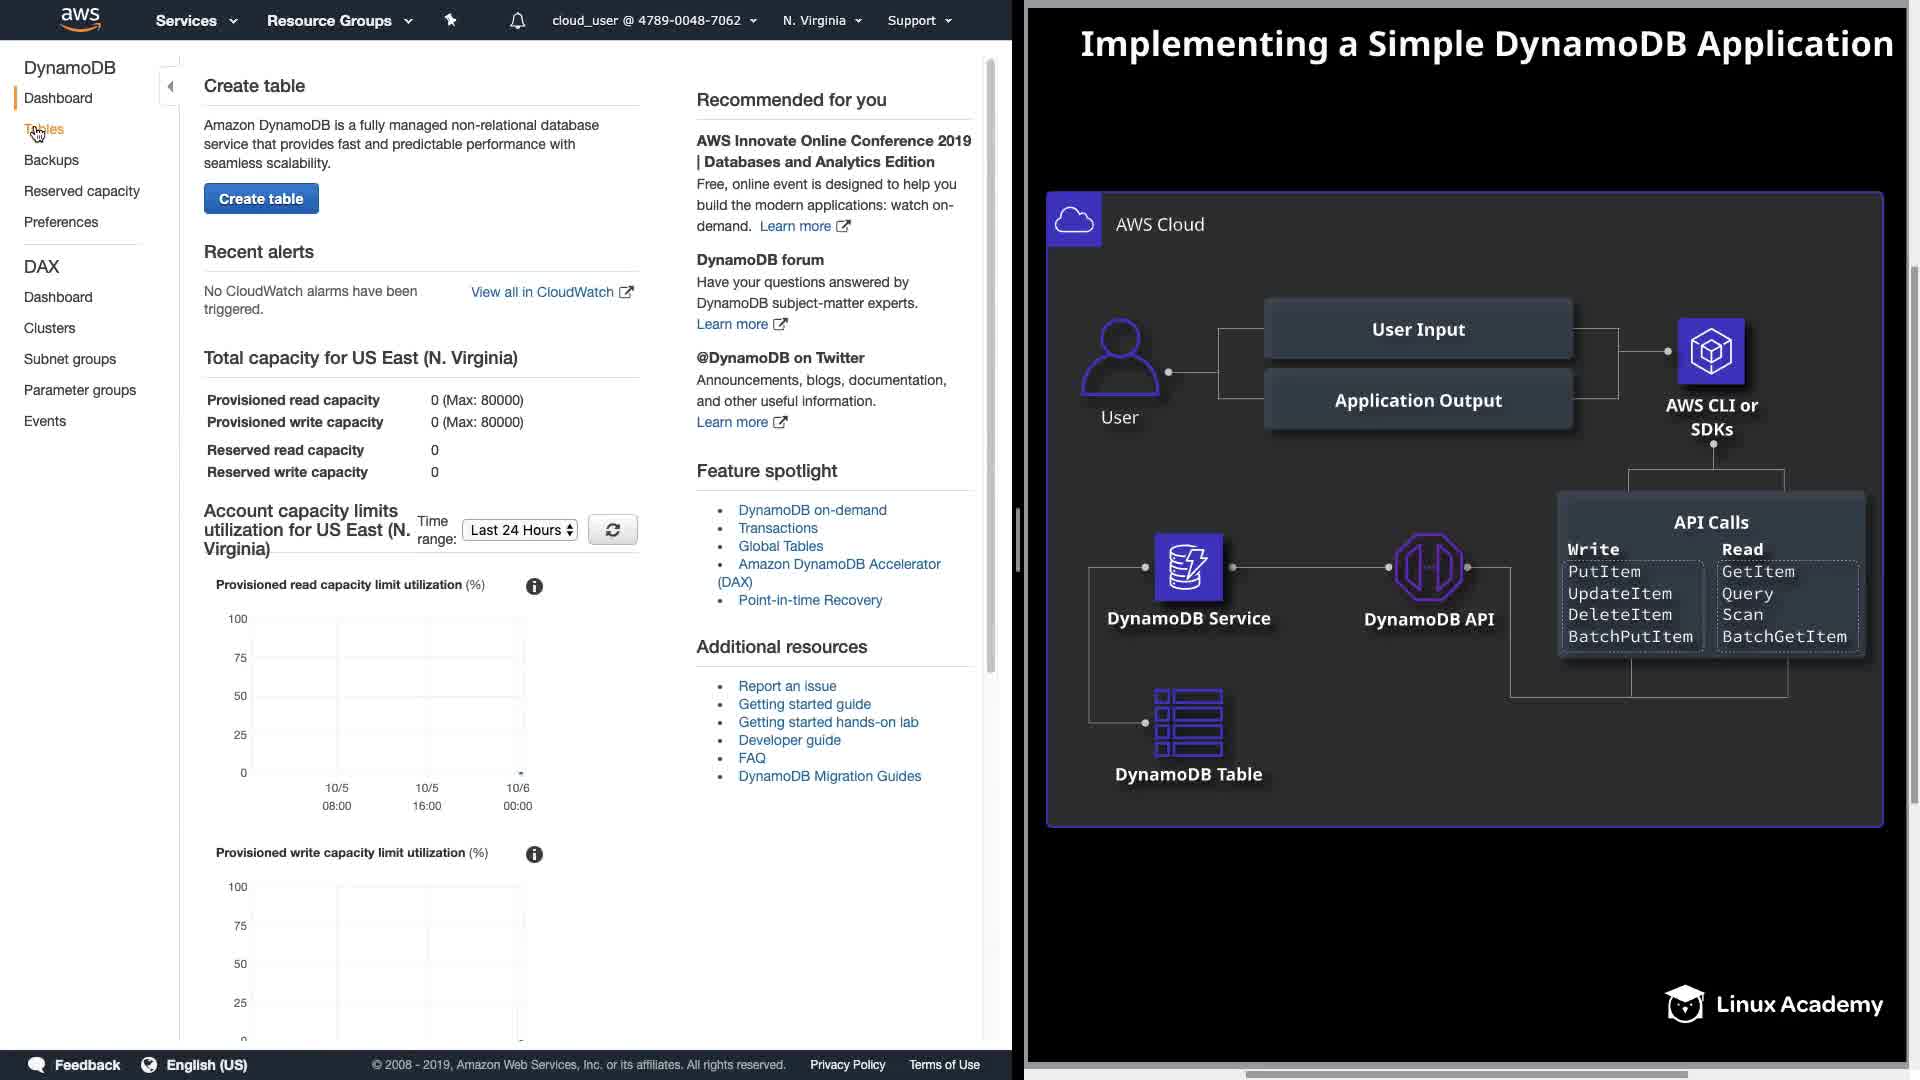 aws
Services
Resource Groups
cloud_user @ 4789-0048-7062
N. Virginia
Support
DynamoDB
Dashboard
Tables
Backups
Reserved capacity
Preferences
DAX
Dashboard
Clusters
Subnet groups
Parameter groups
Events
Create table
Amazon DynamoDB is a fully managed non-relational database
service that provides fast and predictable performance with
seamless scalability.
Create table
Recent alerts
No CloudWatch alarms have been
triggered.
View all in CloudWatch
Total capacity for US East (N. Virginia)
Provisioned read capacity 0 (Max: 80000)
Provisioned write capacity 0 (Max: 80000)
Reserved read capacity 0
Reserved write capacity 0
Account capacity limits
utilization for US East (N.
Virginia)
Time
range:
Last 24 Hours
Provisioned read capacity limit utilization (%)
100
75
50
25
0
10/5 10/5 10/6
08:00 16:00 00:00
Provisioned write capacity limit utilization (%)
100
75
50
25
0
Recommended for you
AWS Innovate Online Conference 2019
| Databases and Analytics Edition
Free, online event is designed to help you
build the modern applications: watch on-
demand. Learn more
DynamoDB forum
Have your questions answered by
DynamoDB subject-matter experts.
Learn more
@DynamoDB on Twitter
Announcements, blogs, documentation,
and other useful information.
Learn more
Feature spotlight
• DynamoDB on-demand
• Transactions
• Global Tables
• Amazon DynamoDB Accelerator
(DAX)
• Point-in-time Recovery
Additional resources
• Report an issue
• Getting started guide
• Getting started hands-on lab
• Developer guide
• FAQ
• DynamoDB Migration Guides
Feedback
English (US)
© 2008 - 2019, Amazon Web Services, Inc. or its affiliates. All rights reserved.
Privacy Policy
Terms of Use
Implementing a Simple DynamoDB Application
AWS Cloud
User
User Input
Application Output
AWS CLI or
SDKs
API Calls
Write
PutItem
UpdateItem
DeleteItem
BatchPutItem
Read
GetItem
Query
Scan
BatchGetItem
DynamoDB Service
DynamoDB API
DynamoDB Table
Linux Academy